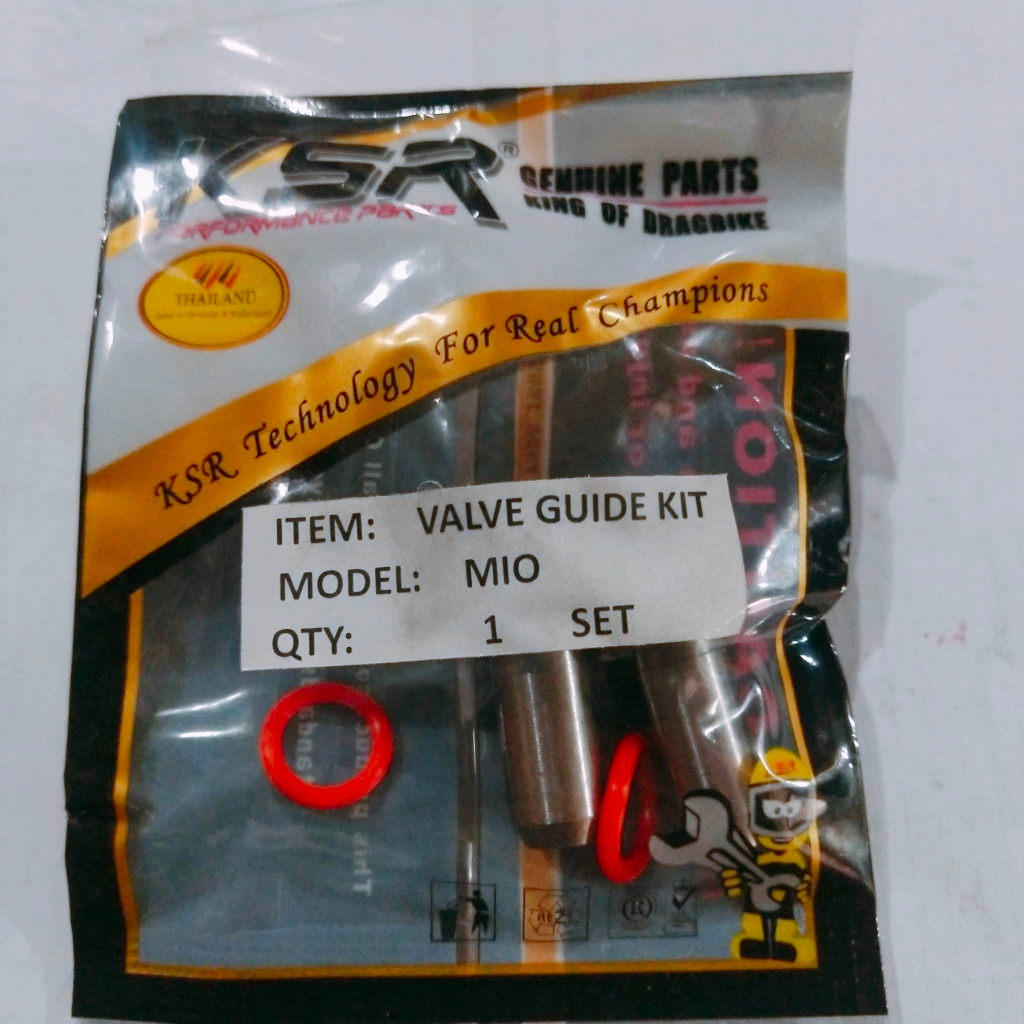 KSR®
PERFORMANCE PARTS
GENUINE PARTS
KING OF DRAGBIKE
THAILAND
KSR Technology For Real Champions
ITEM: VALVE GUIDE KIT
MODEL: MIO
QTY: 1 SET